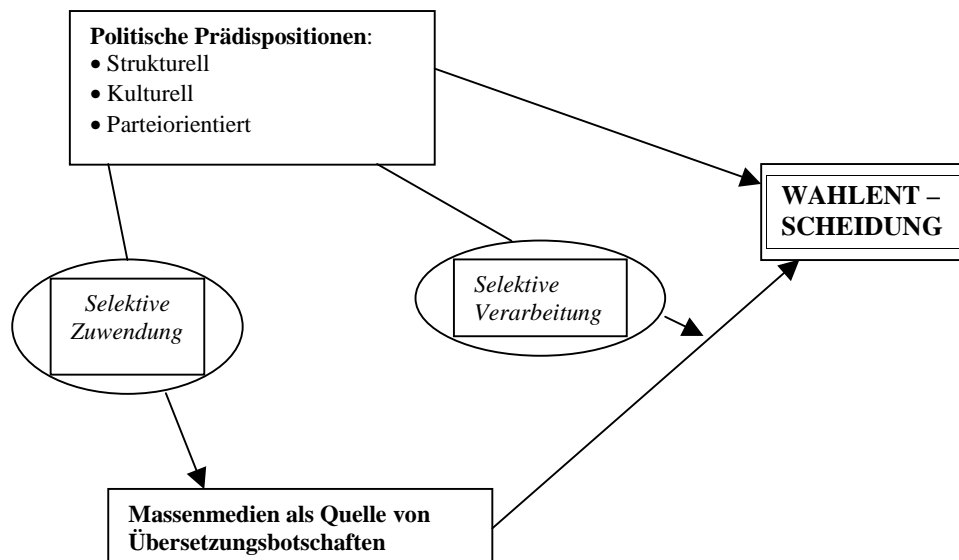 Politische Prädispositionen:
• Strukturell
• Kulturell
• Parteiorientiert
WAHLENT –
SCHEIDUNG
Selektive
Zuwendung
Selektive
Verarbeitung
Massenmedien als Quelle von
Übersetzungsbotschaften